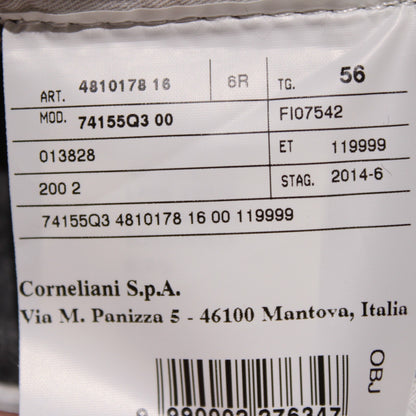 ART. 4810178 16 6R TG. 56
MOD. 74155Q3 00 FI07542
013828 ET 119999
200 2 STAG. 2014-6
74155Q3 4810178 16 00 119999
Corneliani S.p.A.
Via M. Panizza 5 - 46100 Mantova, Italia
OBJ